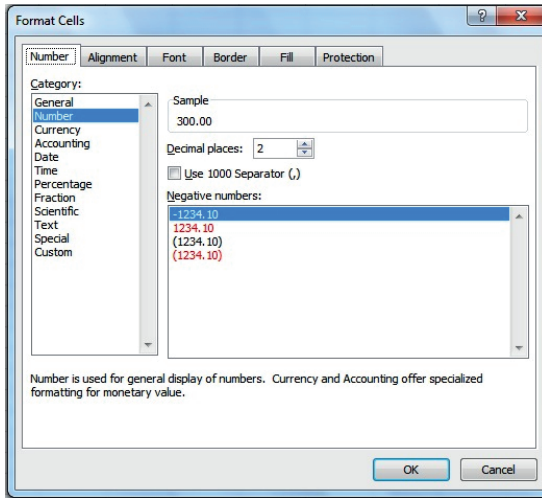 Format Cells
?
X
Number Alignment Font Border Fill Protection
Category:
General
Number
Currency
Accounting
Date
Time
Percentage
Fraction
Scientific
Text
Special
Custom
Sample
300.00
Decimal places: 2
Use 1000 Separator (,)
Negative numbers:
-1234.10
1234.10
(1234.10)
(1234.10)
Number is used for general display of numbers. Currency and Accounting offer specialized
formatting for monetary value.
OK Cancel